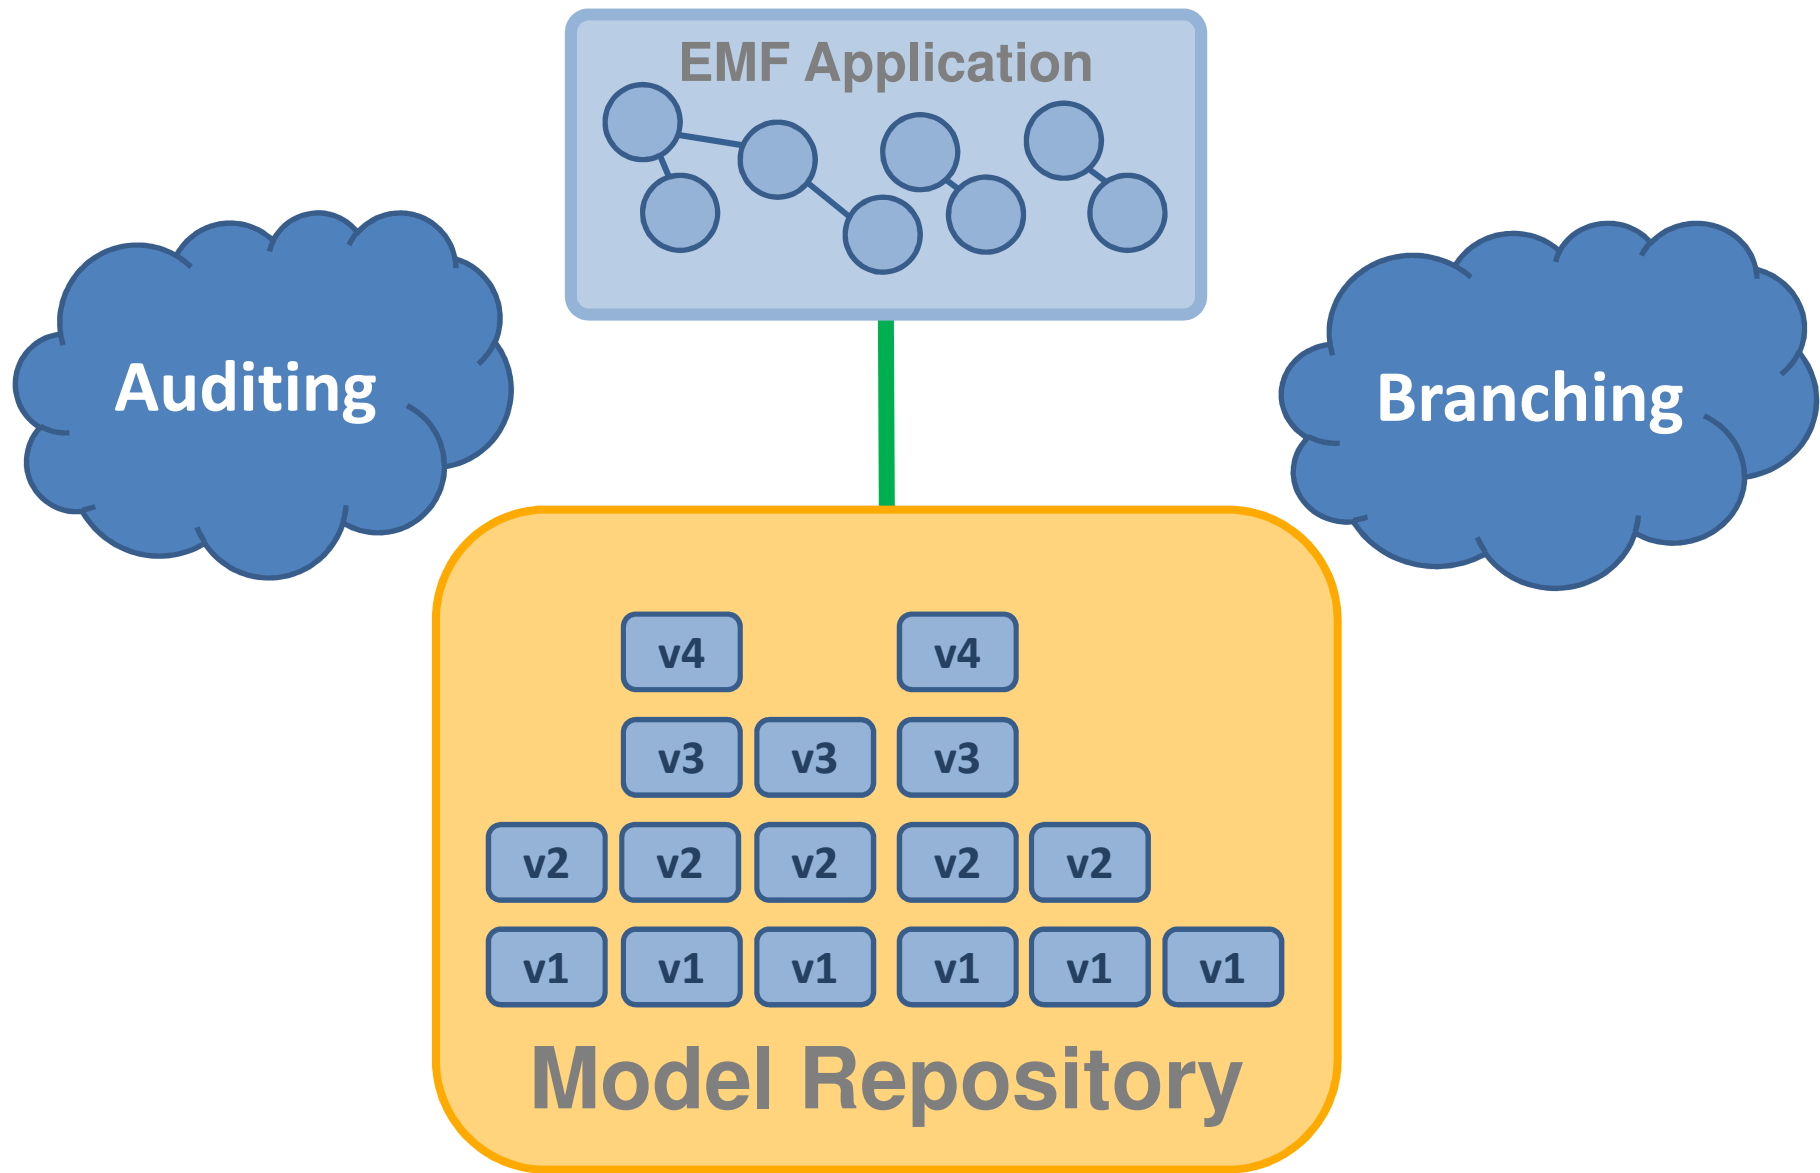 EMF Application
Auditing
Branching
v4 v4
v3 v3 v3
v2 v2 v2 v2 v2
v1 v1 v1 v1 v1 v1
Model Repository